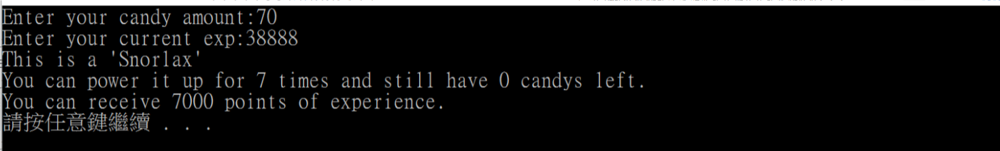 Enter your candy amount:70
Enter your current exp:38888
This is a 'Snorlax'
You can power it up for 7 times and still have 0 candys left.
You can receive 7000 points of experience.
請按任意鍵繼續 . . .